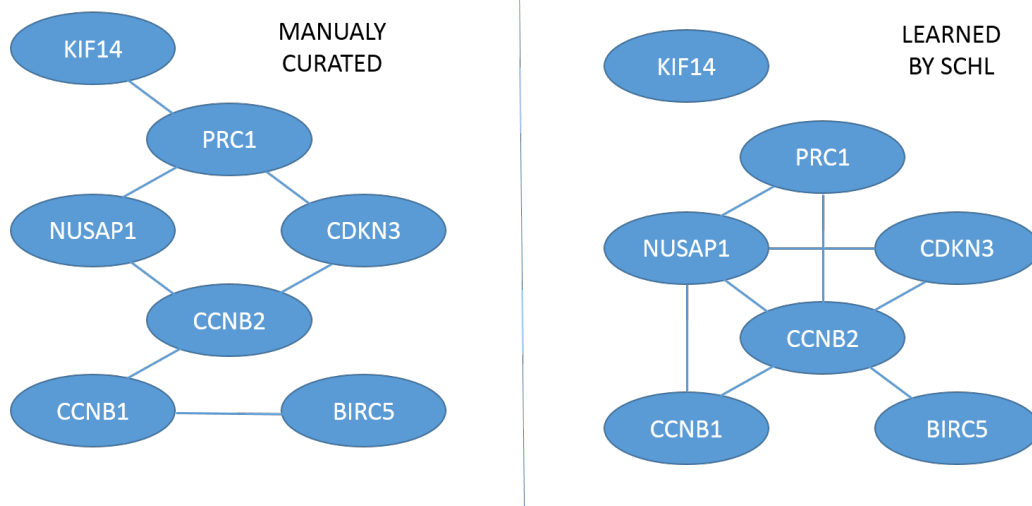 MANUALY
CURATED
KIF14
PRC1
NUSAP1
CDKN3
CCNB2
CCNB1
BIRC5
LEARNED
BY SCHL
KIF14
PRC1
NUSAP1
CDKN3
CCNB2
CCNB1
BIRC5